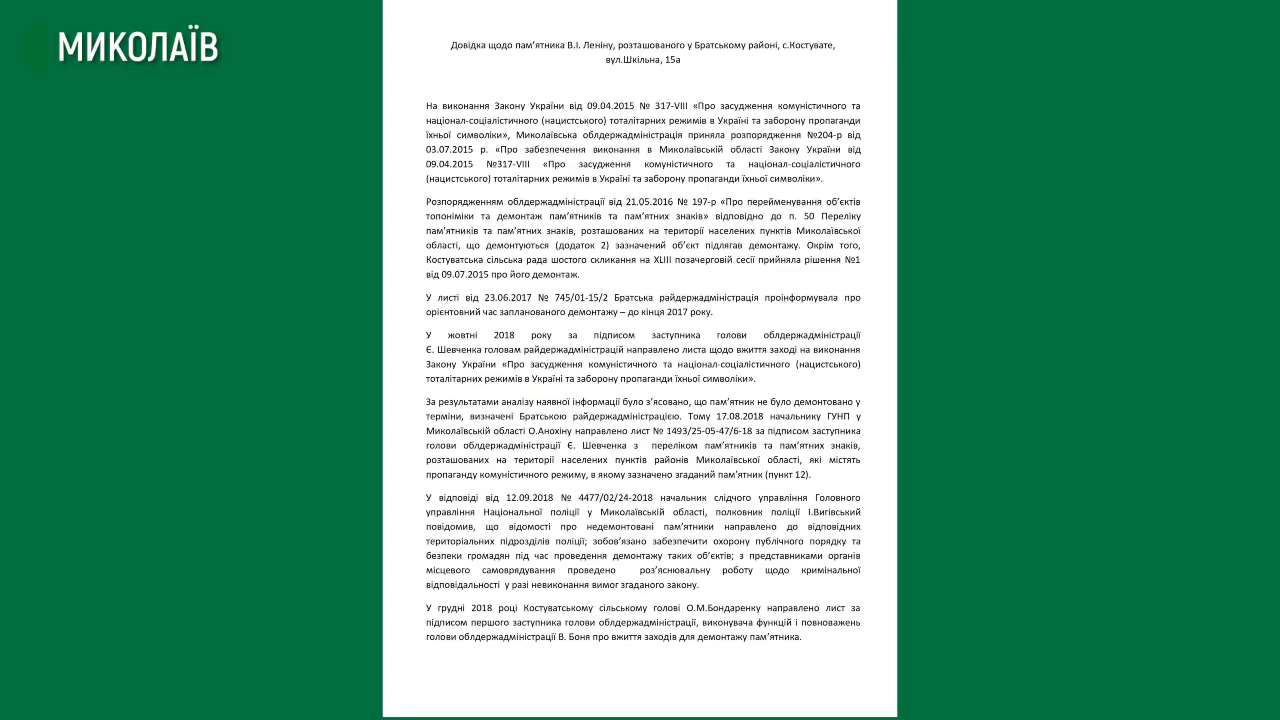 МИКОЛАЇВ
Довідка щодо пам’ятника В.І. Леніну, розташованого у Братському районі, с.Костувате,
вул.Шкільна, 15а
На виконання Закону України від 09.04.2015 № 317-VIII «Про засудження комуністичного та
націонал-соціалістичного (нацистського) тоталітарних режимів в Україні та заборону пропаганди
їхньої символіки», Миколаївська облдержадміністрація приняла розпорядження №204-р від
03.07.2015 р. «Про забезпечення виконання в Миколаївській області Закону України від
09.04.2015 №317-VIII «Про засудження комуністичного та націонал-соціалістичного
(нацистського) тоталітарних режимів в Україні та заборону пропаганди їхньої символіки».
Розпорядженням облдержадміністрації від 21.05.2016 № 197-р «Про перейменування об’єктів
топоніміки та демонтаж пам’ятників та пам’ятних знаків» відповідно до п. 50 Переліку
пам’ятників та пам’ятних знаків, розташованих на території населених пунктів Миколаївської
області, що демонтуються (додаток 2) зазначений об’єкт підлягав демонтажу. Окрім того,
Костуватська сільська рада шостого скликання на XLIII позачерговій сесії прийняла рішення №1
від 09.07.2015 про його демонтаж.
У листі від 23.06.2017 № 745/01-15/2 Братська райдержадміністрація проінформувала про
орієнтовний час запланованого демонтажу – до кінця 2017 року.
У жовтні 2018 року за підписом заступника голови облдержадміністрації
Є. Шевченка головам райдержадміністрацій направлено листа щодо вжиття заході на виконання
Закону України «Про засудження комуністичного та націонал-соціалістичного (нацистського)
тоталітарних режимів в Україні та заборону пропаганди їхньої символіки».
За результатами аналізу наявної інформації було з’ясовано, що пам’ятник не було демонтовано у
терміни, визначені Братською райдержадміністрацією. Тому 17.08.2018 начальнику ГУНП у
Миколаївській області О.Анохіну направлено лист № 1493/25-05-47/6-18 за підписом заступника
голови облдержадміністрації Є. Шевченка з переліком пам’ятників та пам’ятних знаків,
розташованих на території населених пунктів районів Миколаївської області, які містять
пропаганду комуністичного режиму, в якому зазначено згаданий пам’ятник (пункт 12).
У відповіді від 12.09.2018 № 4477/02/24-2018 начальник слідчого управління Головного
управління Національної поліції у Миколаївській області, полковник поліції І.Вигівський
повідомив, що відомості про недемонтовані пам’ятники направлено до відповідних
територіальних підрозділів поліції; зобов’язано забезпечити охорону публічного порядку та
безпеки громадян під час проведення демонтажу таких об’єктів; з представниками органів
місцевого самоврядування проведено роз’яснювальну роботу щодо кримінальної
відповідальності у разі невиконання вимог згаданого закону.
У грудні 2018 році Костуватському сільському голові О.М.Бондаренку направлено лист за
підписом першого заступника голови облдержадміністрації, виконувача функцій і повноважень
голови облдержадміністрації В. Боня про вжиття заходів для демонтажу пам’ятника.